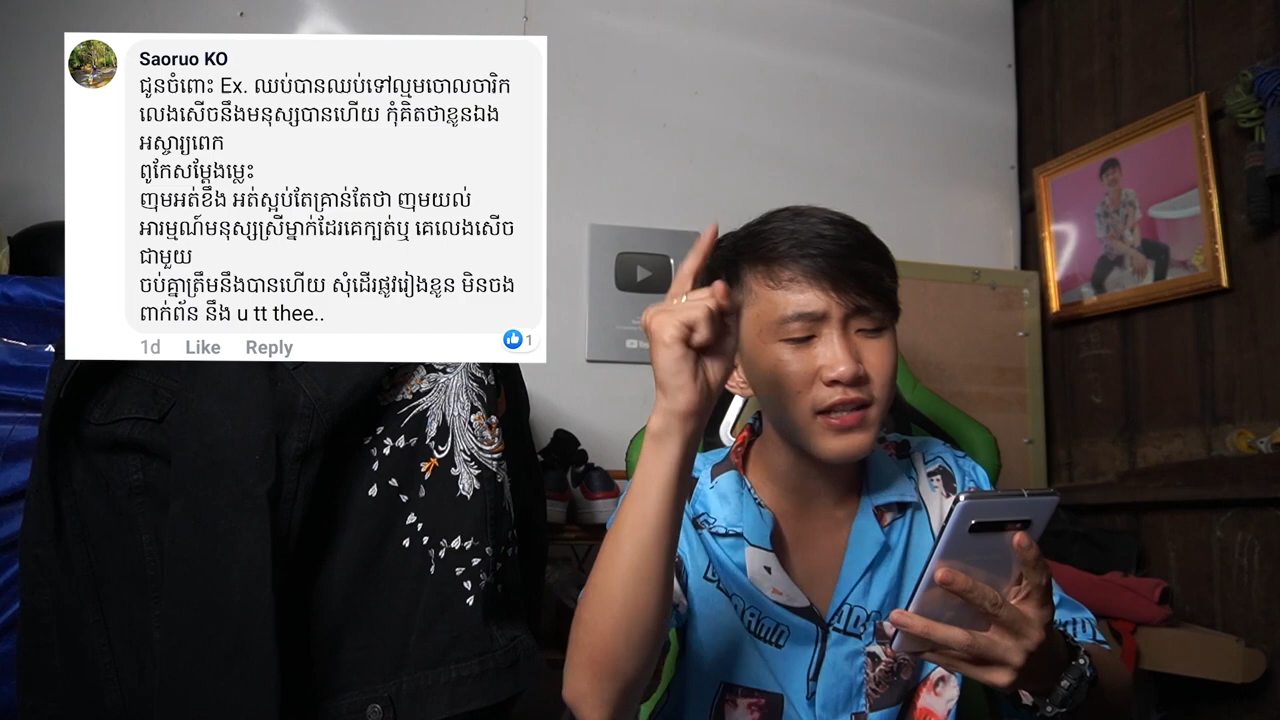 Saoruo KO
ជូនចំពោះ Ex. ឈប់បានឈប់ទៅល្មមចោលចារិក
លេងសើចនឹងមនុស្សបានហើយ កុំគិតថាខ្លួនឯង
អស្ចារ្យពេក
ពូកែសម្តែងម្លេះ
ញុមអត់ខឹង អត់ស្អប់តែគ្រាន់តែថា ញុមយល់
អារម្មណ៍មនុស្សស្រីម្នាក់ដែរគេក្បត់ឬ គេលេងសើច
ជាមួយ
ចប់គ្នាត្រឹមនឹងបានហើយ សុំដើរផ្លូវរៀងខ្លួន មិនចង
ពាក់ព័ន នឹង u tt thee..
1d Like Reply 1